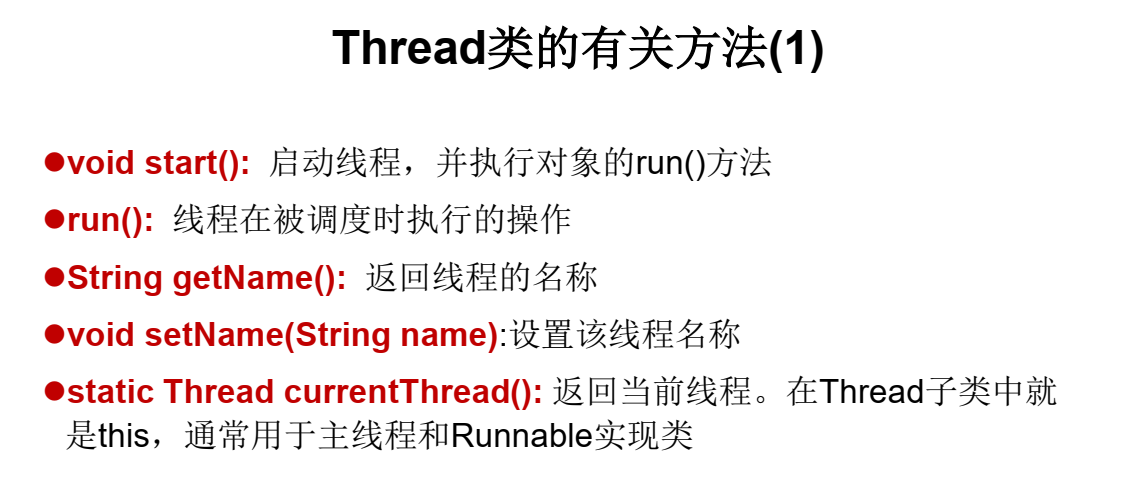 Thread类的有关方法(1)
●void start(): 启动线程，并执行对象的run()方法
●run(): 线程在被调度时执行的操作
●String getName(): 返回线程的名称
●void setName(String name):设置该线程名称
●static Thread currentThread(): 返回当前线程。在Thread子类中就
是this，通常用于主线程和Runnable实现类